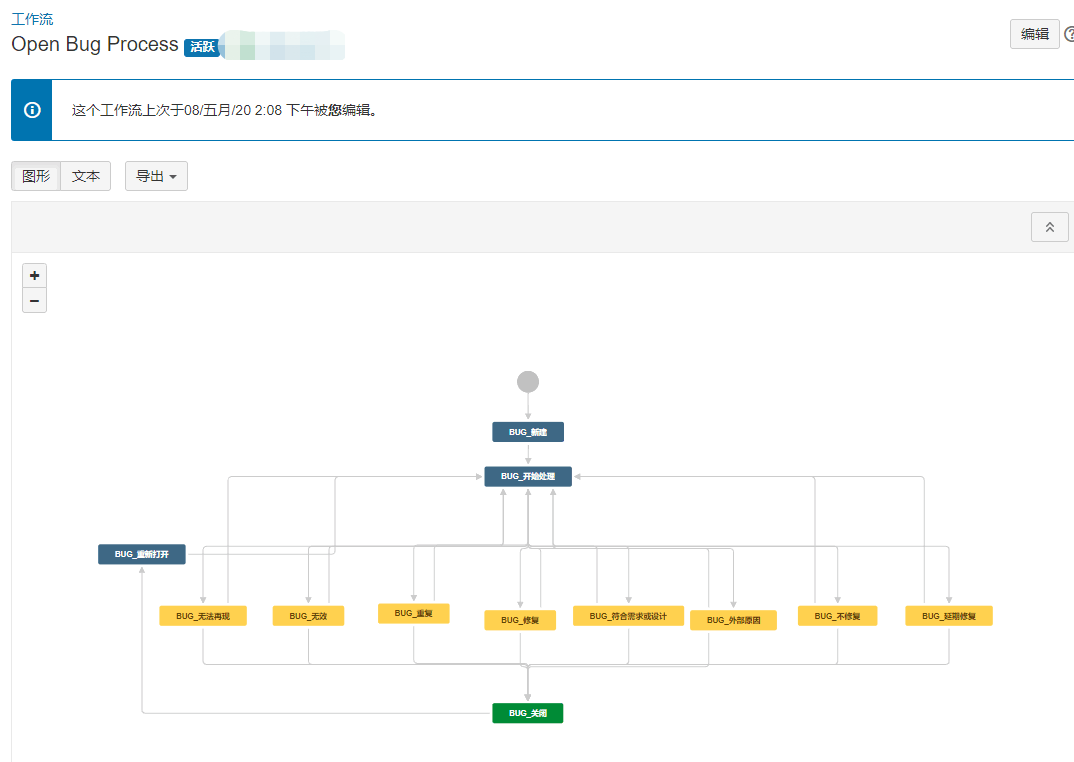 工作流
Open Bug Process 活跃
编辑
这个工作流上次于08/五月/20 2:08 下午被您编辑。
图形 文本 导出
BUG_新建
BUG_开始处理
BUG_重新打开
BUG_无法再现 BUG_无效 BUG_重复 BUG_修复 BUG_符合需求或设计 BUG_外部原因 BUG_不修复 BUG_延期修复
BUG_关闭